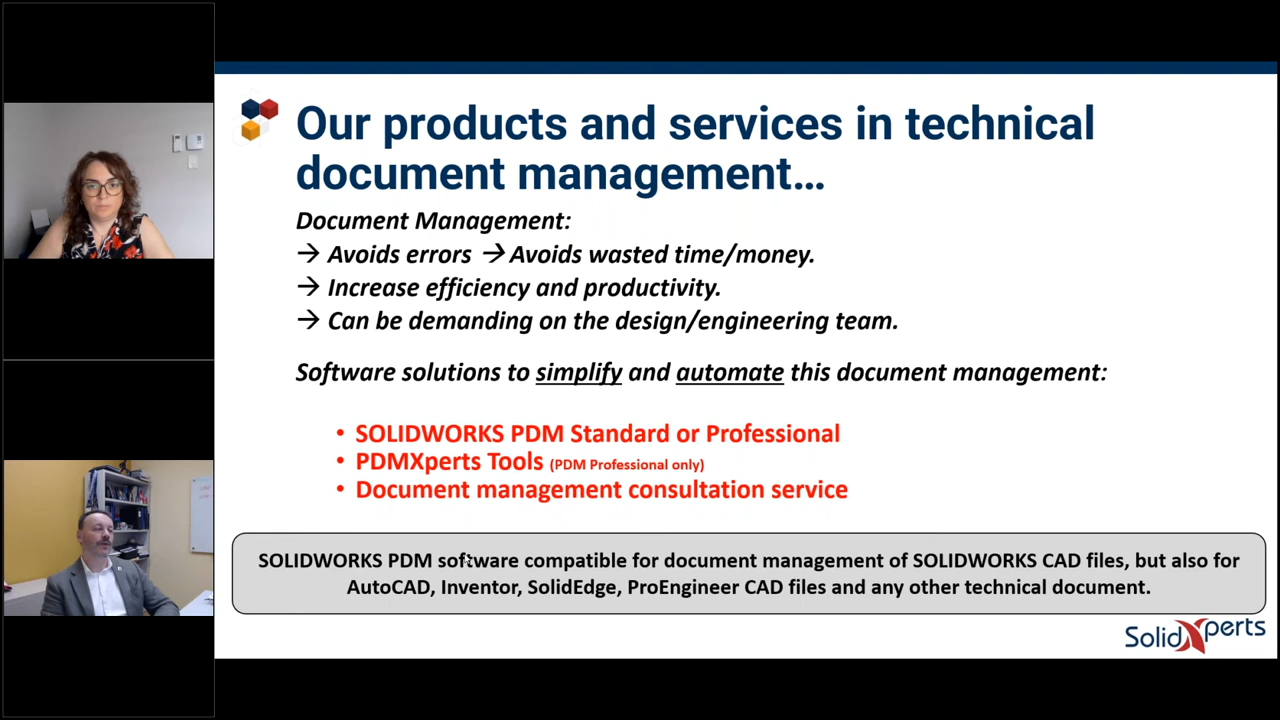 Our products and services in technical
document management...
Document Management:
→ Avoids errors → Avoids wasted time/money.
→ Increase efficiency and productivity.
→ Can be demanding on the design/engineering team.
Software solutions to simplify and automate this document management:
• SOLIDWORKS PDM Standard or Professional
• PDMXperts Tools (PDM Professional only)
• Document management consultation service
SOLIDWORKS PDM software compatible for document management of SOLIDWORKS CAD files, but also for
AutoCAD, Inventor, SolidEdge, ProEngineer CAD files and any other technical document.
SolidXperts